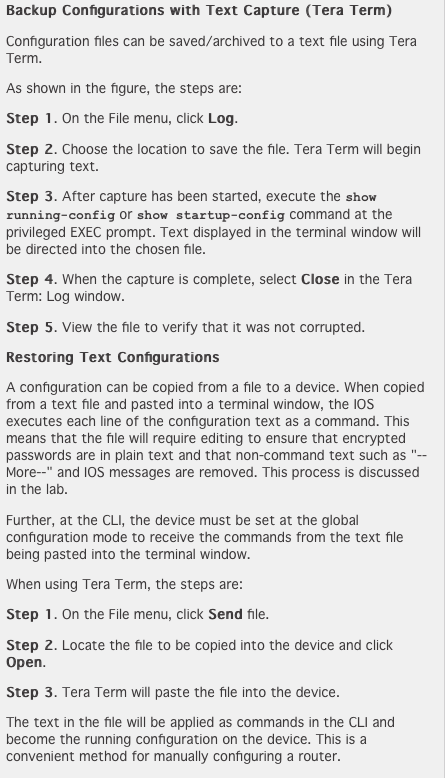 Backup Configurations with Text Capture (Tera Term)
Configuration files can be saved/archived to a text file using Tera
Term.
As shown in the figure, the steps are:
Step 1. On the File menu, click Log.
Step 2. Choose the location to save the file. Tera Term will begin
capturing text.
Step 3. After capture has been started, execute the show
running-config or show startup-config command at the
privileged EXEC prompt. Text displayed in the terminal window will
be directed into the chosen file.
Step 4. When the capture is complete, select Close in the Tera
Term: Log window.
Step 5. View the file to verify that it was not corrupted.
Restoring Text Configurations
A configuration can be copied from a file to a device. When copied
from a text file and pasted into a terminal window, the IOS
executes each line of the configuration text as a command. This
means that the file will require editing to ensure that encrypted
passwords are in plain text and that non-command text such as "--
More--" and IOS messages are removed. This process is discussed
in the lab.
Further, at the CLI, the device must be set at the global
configuration mode to receive the commands from the text file
being pasted into the terminal window.
When using Tera Term, the steps are:
Step 1. On the File menu, click Send file.
Step 2. Locate the file to be copied into the device and click
Open.
Step 3. Tera Term will paste the file into the device.
The text in the file will be applied as commands in the CLI and
become the running configuration on the device. This is a
convenient method for manually configuring a router.